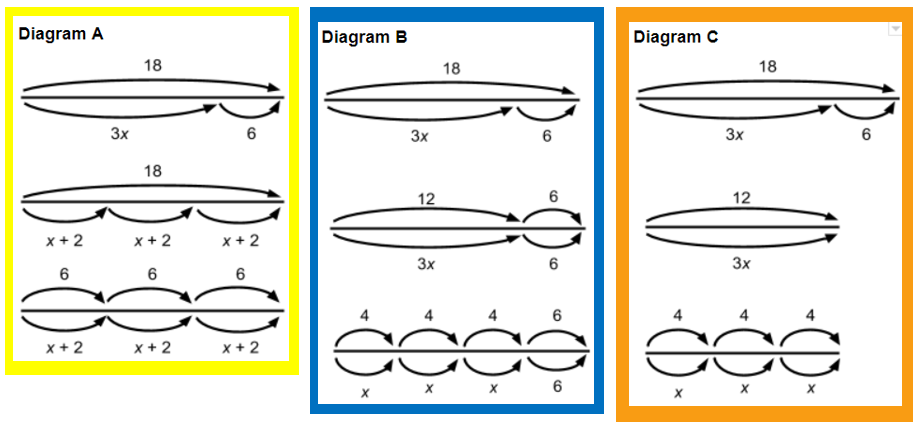 Diagram A
18
3x 6
18
x + 2 x + 2 x + 2
6 6 6
x + 2 x + 2 x + 2
Diagram B
18
3x 6
12 6
3x 6
4 4 4 6
x x x 6
Diagram C
18
3x 6
12
3x
4 4 4
x x x